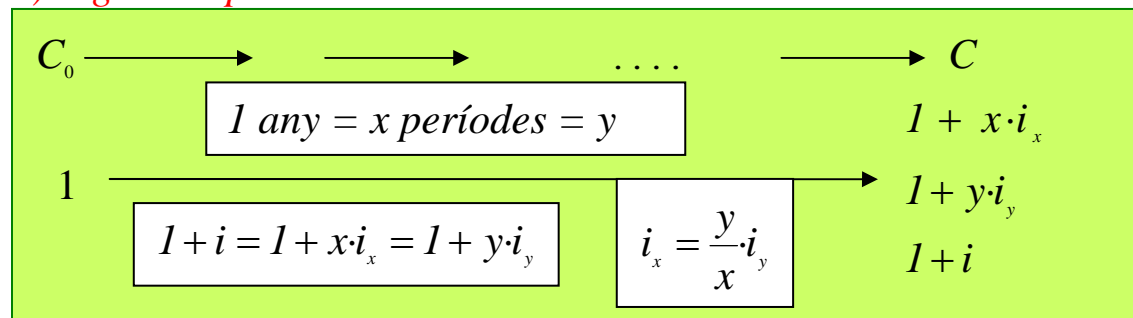 C₀ . . . . C
1 any = x períodes = y
1 + x·iₓ
1
1 + y·i_y
1 + i = 1 + x·iₓ = 1 + y·i_y
iₓ = y/x·i_y
1 + i